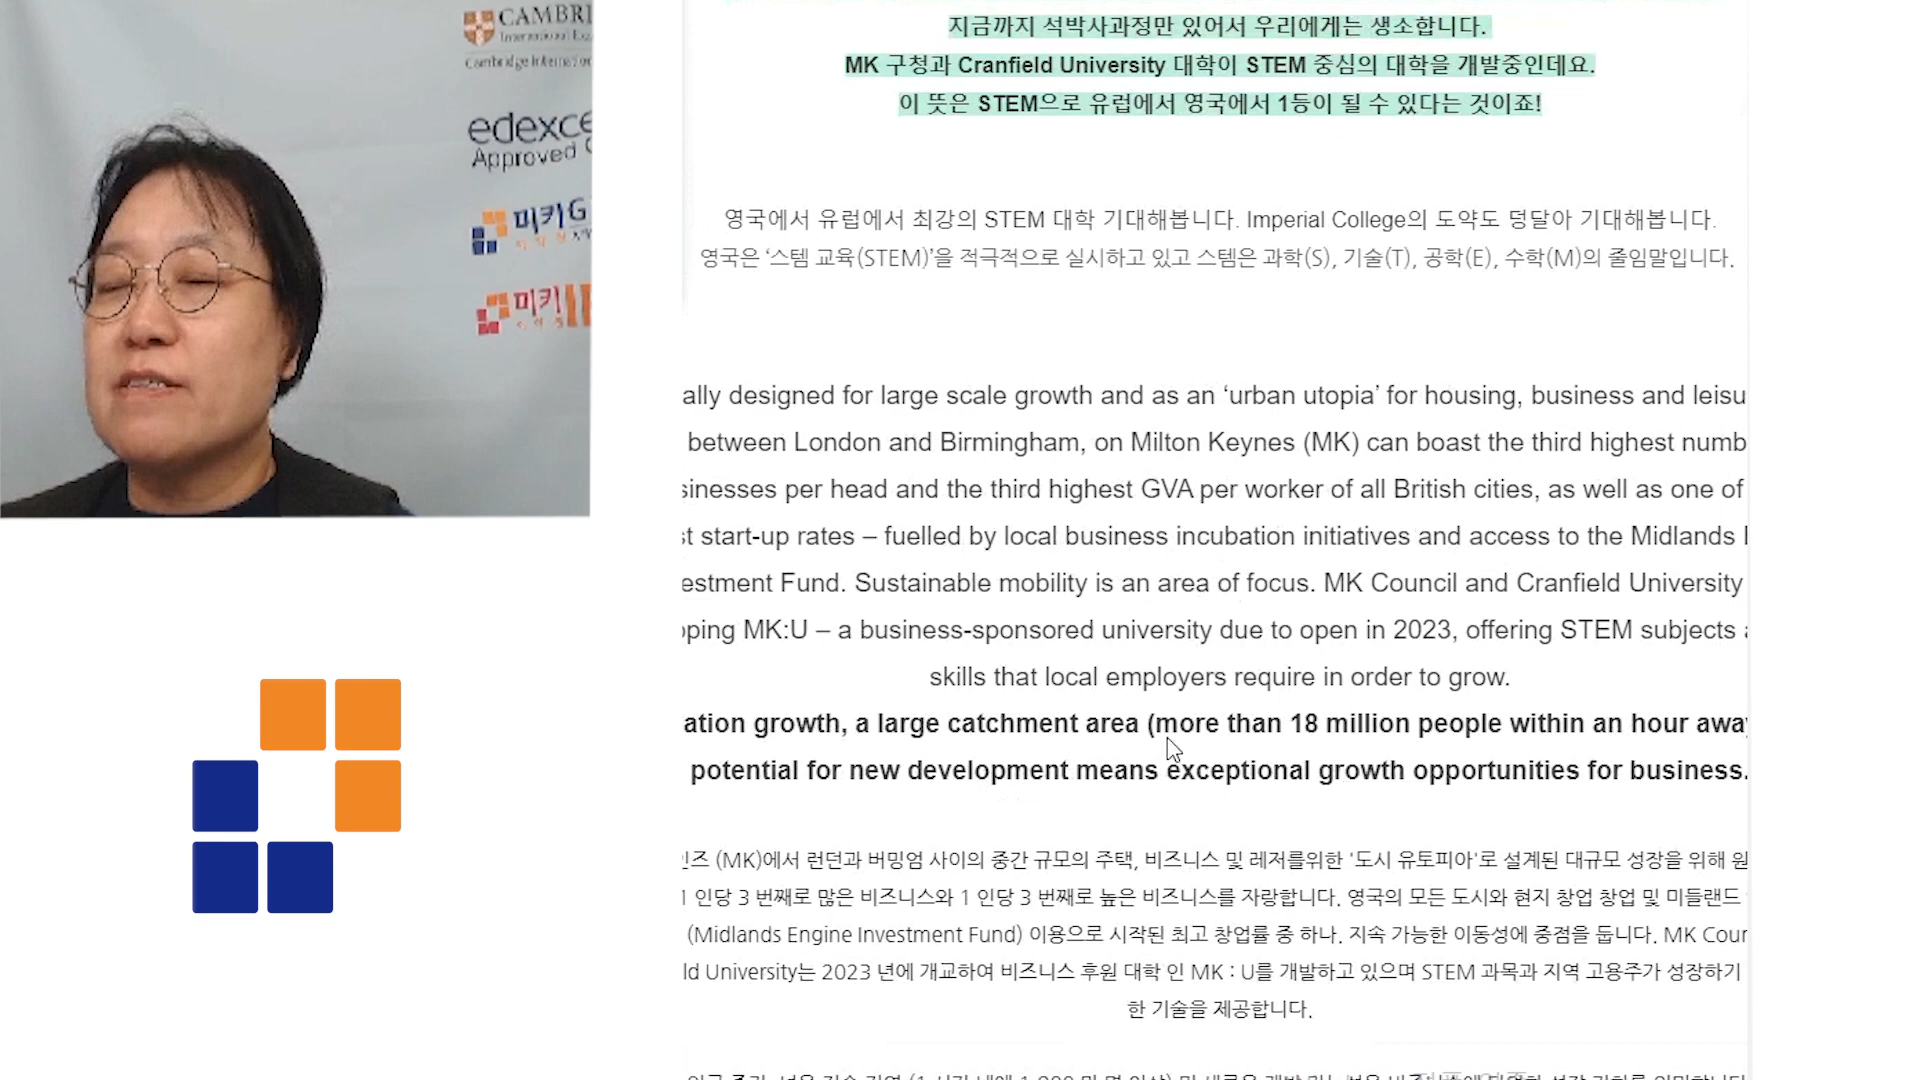 CAMBRI
International Ex
Cambridge Internation
edexce
Approved C
미키G
미키
지금까지 석박사과정만 있어서 우리에게는 생소합니다.
MK 구청과 Cranfield University 대학이 STEM 중심의 대학을 개발중인데요.
이 뜻은 STEM으로 유럽에서 영국에서 1등이 될 수 있다는 것이죠!
영국에서 유럽에서 최강의 STEM 대학 기대해봅니다. Imperial College의 도약도 덩달아 기대해봅니다.
영국은 ‘스템 교육(STEM)’을 적극적으로 실시하고 있고 스템은 과학(S), 기술(T), 공학(E), 수학(M)의 줄임말입니다.
ally designed for large scale growth and as an ‘urban utopia’ for housing, business and leisu
between London and Birmingham, on Milton Keynes (MK) can boast the third highest numb
sinesses per head and the third highest GVA per worker of all British cities, as well as one of
st start-up rates – fuelled by local business incubation initiatives and access to the Midlands
estment Fund. Sustainable mobility is an area of focus. MK Council and Cranfield University
oping MK:U – a business-sponsored university due to open in 2023, offering STEM subjects
skills that local employers require in order to grow.
ation growth, a large catchment area (more than 18 million people within an hour away
potential for new development means exceptional growth opportunities for business.
인즈 (MK)에서 런던과 버밍엄 사이의 중간 규모의 주택, 비즈니스 및 레저를위한 '도시 유토피아'로 설계된 대규모 성장을 위해 원
1 인당 3 번째로 많은 비즈니스와 1 인당 3 번째로 높은 비즈니스를 자랑합니다. 영국의 모든 도시와 현지 창업 창업 및 미들랜드
(Midlands Engine Investment Fund) 이용으로 시작된 최고 창업률 중 하나. 지속 가능한 이동성에 중점을 둡니다. MK Coun
ld University는 2023 년에 개교하여 비즈니스 후원 대학 인 MK : U를 개발하고 있으며 STEM 과목과 지역 고용주가 성장하기
한 기술을 제공합니다.